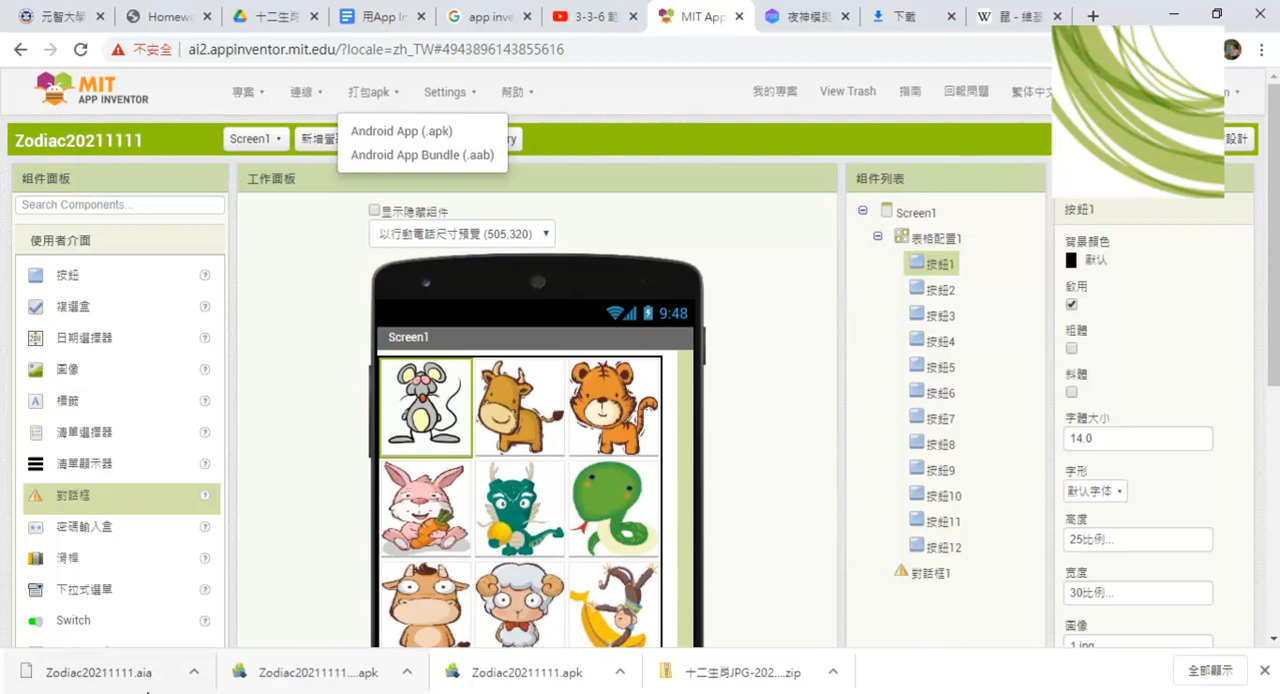 元智大學
Homew
十二生肖
用App In
app inve
3-3-6 範
MIT App
夜神模擬
下載
鼠 - 維基
不安全
ai2.appinventor.mit.edu/?locale=zh_TW#4943896143855616
MIT
APP INVENTOR
專案
連線
打包apk
Settings
幫助
我的專案
View Trash
指南
回報問題
繁体中文
Zodiac20211111
Screen1
新增螢
Android App (.apk)
Android App Bundle (.aab)
設計
組件面板
Search Components...
使用者介面
按鈕
複選盒
日期選擇器
圖像
標籤
清單選擇器
清單顯示器
對話框
密碼輸入盒
滑桿
下拉式選單
Switch
工作面板
显示隐藏組件
以行動電話尺寸預覽 (505,320)
9:48
Screen1
組件列表
Screen1
表格配置1
按鈕1
按鈕2
按鈕3
按鈕4
按鈕5
按鈕6
按鈕7
按鈕8
按鈕9
按鈕10
按鈕11
按鈕12
對話框1
按鈕1
背景顏色
默认
啟用
粗體
斜體
字體大小
14.0
字形
默认字体
高度
25比例...
宽度
30比例...
圖像
1.jpg
Zodiac20211111.aia
Zodiac20211111....apk
Zodiac20211111.apk
十二生肖JPG-202....zip
全部顯示